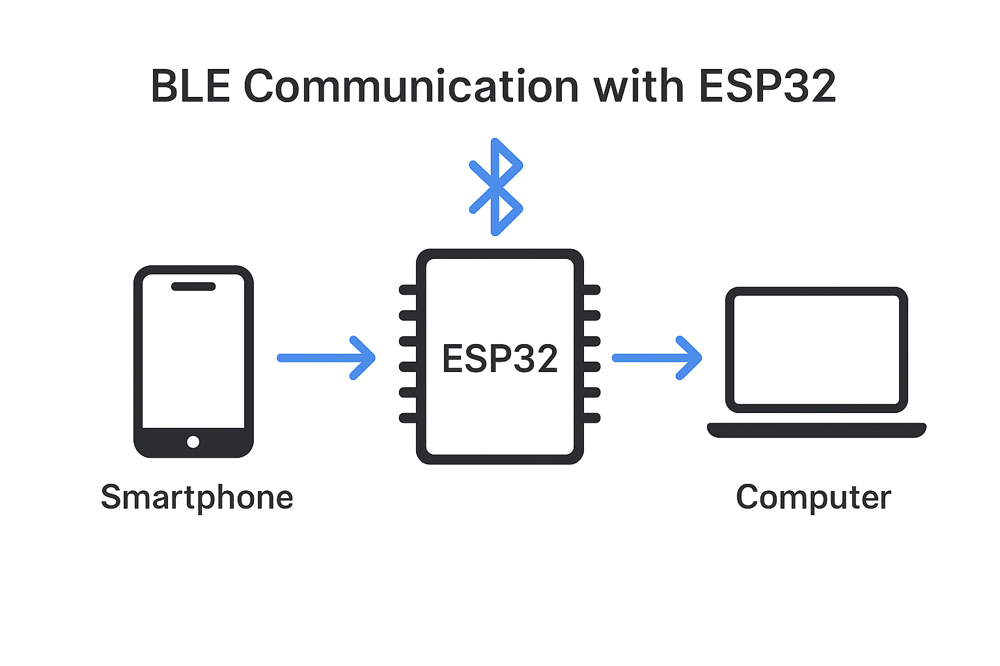 BLE Communication with ESP32
ESP32
Smartphone
Computer